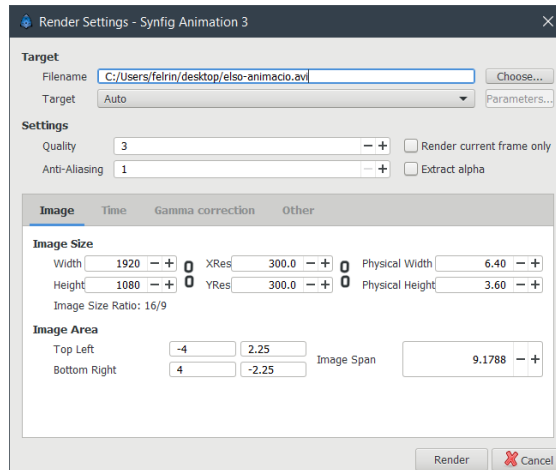 Render Settings - Synfig Animation 3
Target
Filename C:/Users/felrin/desktop/elso-animacio.avi Choose...
Target Auto Parameters...
Settings
Quality 3 Render current frame only
Anti-Aliasing 1 Extract alpha
Image Time Gamma correction Other
Image Size
Width 1920 XRes 300.0 Physical Width 6.40
Height 1080 YRes 300.0 Physical Height 3.60
Image Size Ratio: 16/9
Image Area
Top Left -4 2.25 Image Span 9.1788
Bottom Right 4 -2.25
Render Cancel